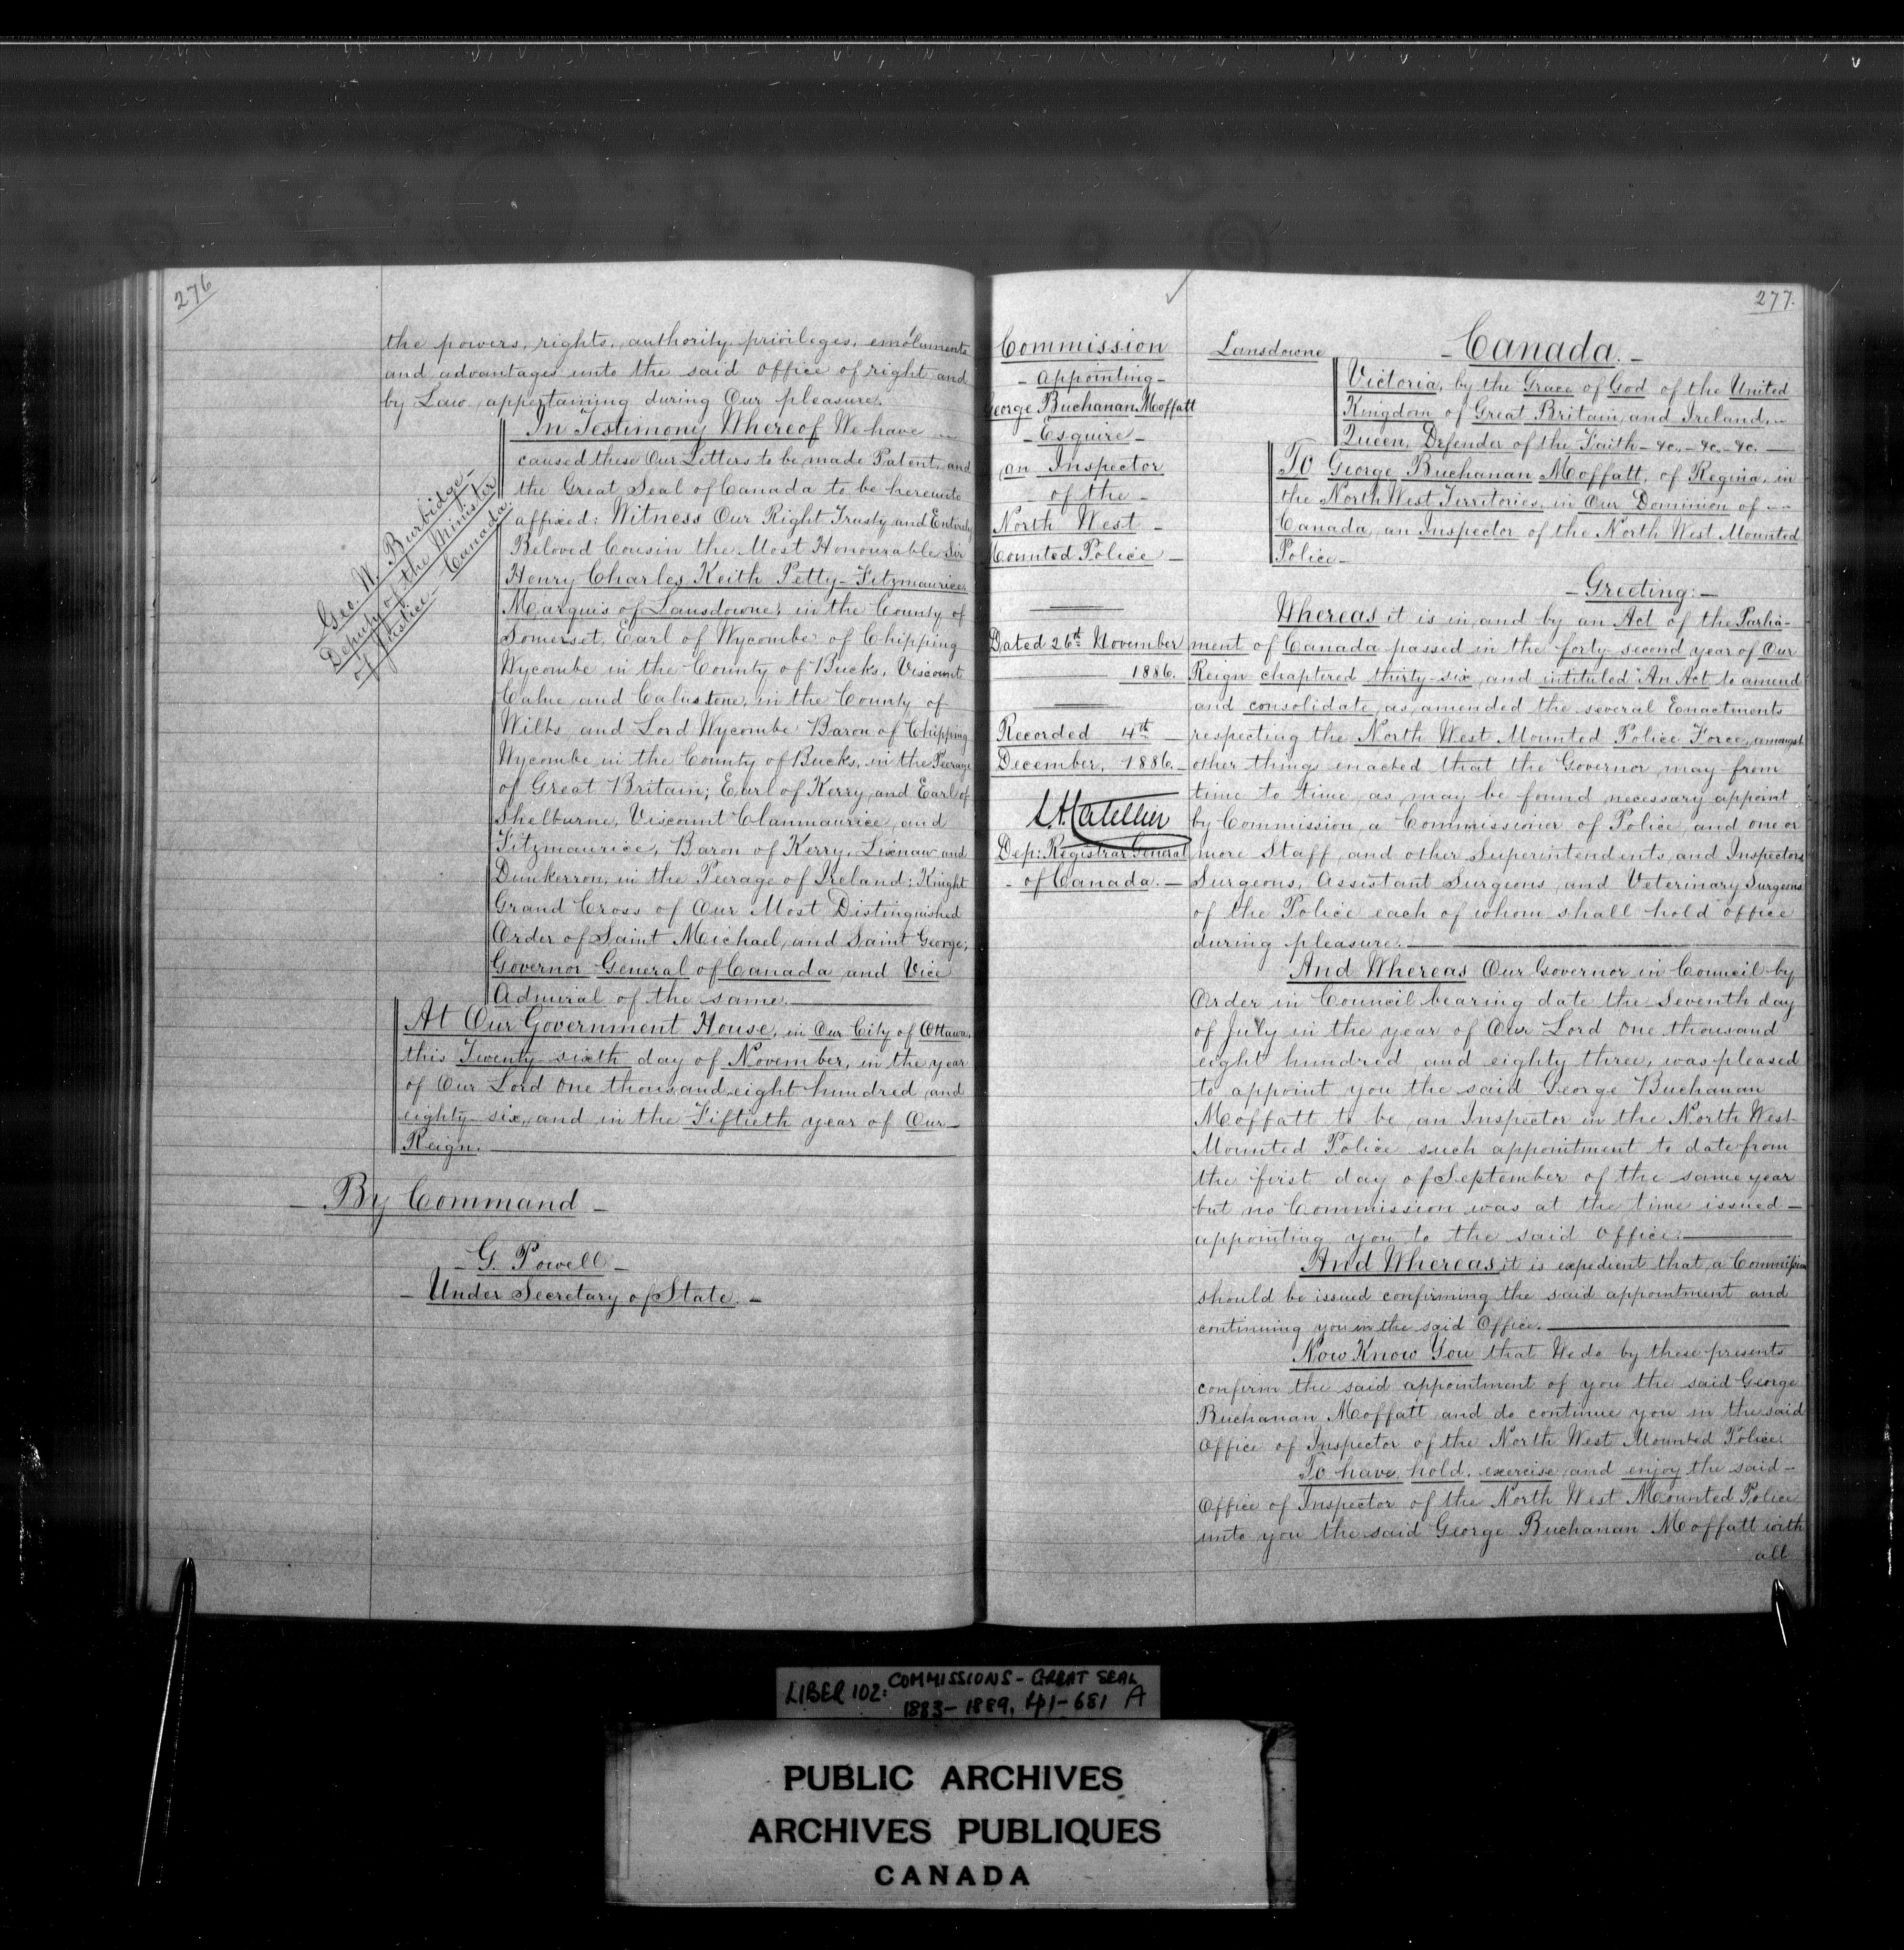 276
the powers, rights, authority, privileges, emoluments
and advantages unto the said Office of right and
by Law appertaining during Our pleasure.
In Testimony Whereof We have
caused these Our Letters to be made Patent, and
the Great Seal of Canada to be hereunto
affixed: Witness Our Right Trusty and Entirely
Beloved Cousin the Most Honourable Sir
Henry Charles Keith Petty-Fitzmaurice,
Marquis of Lansdowne, in the County of
Somerset, Earl of Wycombe of Chipping
Wycombe in the County of Bucks, Viscount
Calne and Calnstone, in the County of
Wilts and Lord Wycombe Baron of Chipping
Wycombe in the County of Bucks, in the Peerage
of Great Britain; Earl of Kerry and Earl of
Shelburne, Viscount Clanmaurice, and
Fitzmaurice, Baron of Kerry, Lixnaw and
Dunkerron, in the Peerage of Ireland; Knight
Grand Cross of Our Most Distinguished
Order of Saint Michael, and Saint George;
Governor General of Canada, and Vice
Admiral of the same.
At Our Government House, in Our City of Ottawa,
this Twenty sixth day of November, in the year
of Our Lord One thousand eight hundred and
eighty-six, and in the Fiftieth year of Our-
Reign.
Geo. W. Burbidge-
Deputy of the Minister
of Justice- Canada.
- By Command -
- G. Powell -
- Under Secretary of State. -
277.
Commission
- Appointing -
George Buchanan Moffatt
- Esquire -
an Inspector
- of the -
North West -
Mounted Police -
Dated 26th November
1886.
Recorded 4th -
December, 1886.-
L. A. Catellier
Dep: Registrar General
- of Canada. -
Lansdowne
- Canada. -
Victoria, by the Grace of God of the United
Kingdom of Great Britain, and Ireland,
Queen, Defender of the Faith - &c, - &c, - &c. -
To George Buchanan Moffatt, of Regina, in
the North West Territories, in Our Dominion of
Canada, an Inspector of the North West Mounted
Police -
- Greeting: -
Whereas it is in, and by an Act of the Parlia-
ment of Canada passed in the forty second year of Our
Reign chaptered thirty-six, and intituled "An Act to amend
and consolidate, as amended the several Enactments
respecting the North West Mounted Police Force, amongst
other things enacted that the Governor may from
time to time, as may be found necessary appoint
by Commission, a Commissioner of Police, and one or
more Staff, and other Superintendents, and Inspectors
Surgeons, Assistant Surgeons, and Veterinary Surgeons
of the Police each of whom shall hold office
during pleasure.
And Whereas Our Governor in Council by
Order in Council bearing date the Seventh day
of July in the year of Our Lord One thousand
eight hundred and eighty three, was pleased
to appoint you the said George Buchanan
Moffatt to be an Inspector in the North West
Mounted Police such appointment to date from
the first day of September of the same year
but no Commission was at the time issued -
appointing you to the said Office.
And Whereas it is expedient that, a Commission
should be issued confirming the said appointment and
continuing you in the said Office.
Now Know You that We do by these presents
confirm the said appointment of you the said George
Buchanan Moffatt and do continue you in the said
Office of Inspector of the North West Mounted Police.
To have, hold, exercise and enjoy the said -
Office of Inspector of the North West Mounted Police
unto you the said George Buchanan Moffatt with
all
LIBER 102: COMMISSIONS - GREAT SEAL
1883-1889, 41-681 A
PUBLIC ARCHIVES
ARCHIVES PUBLIQUES
CANADA